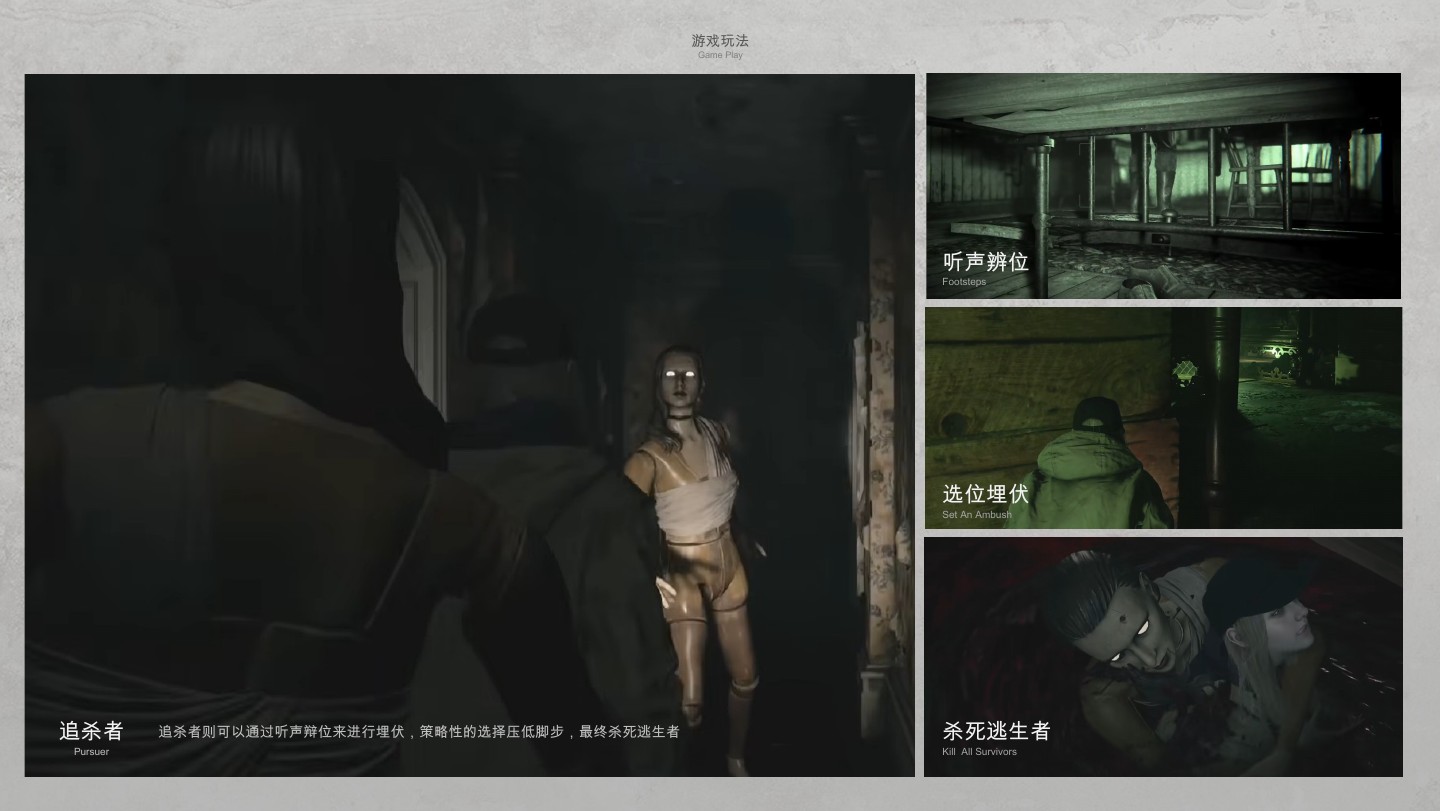 游戏玩法
Game Play
追杀者
Pursuer
追杀者则可以通过听声辩位来进行埋伏，策略性的选择压低脚步，最终杀死逃生者
听声辨位
Footsteps
选位埋伏
Set An Ambush
杀死逃生者
Kill All Survivors